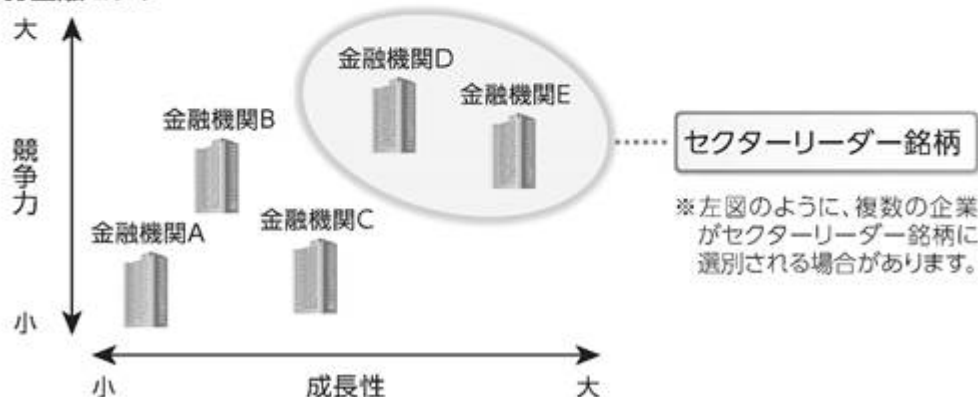 大
金融機関D
金融機関E
金融機関B
セクターリーダー銘柄
競争力
※左図のように、複数の企業
がセクターリーダー銘柄に
選別される場合があります。
金融機関A
金融機関C
小
小
成長性
大